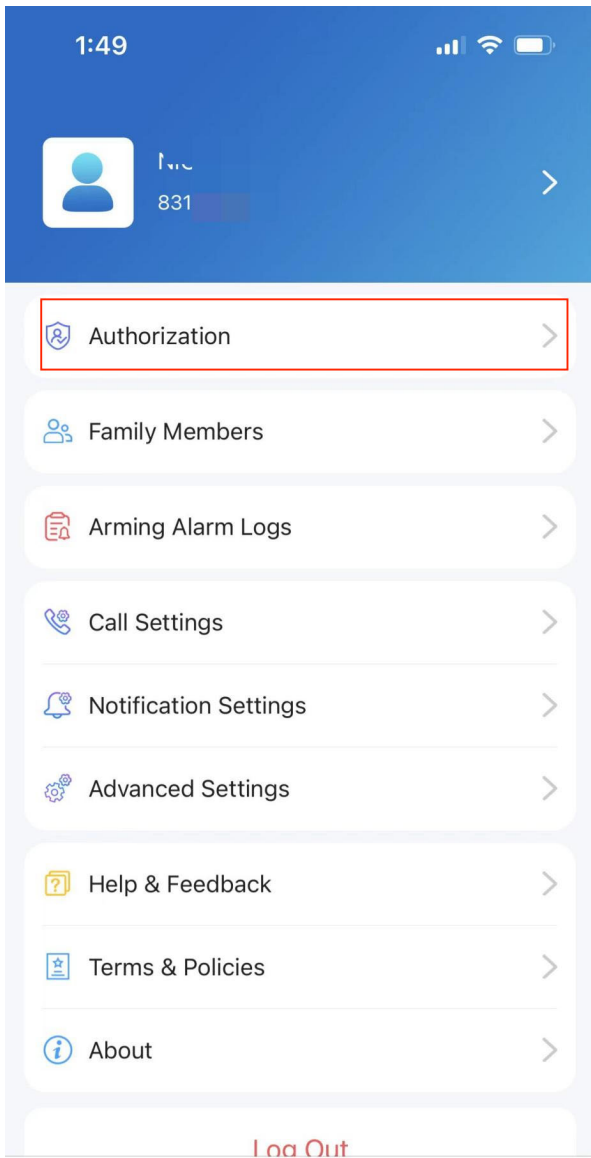 1:49
831
Authorization
Family Members
Arming Alarm Logs
Call Settings
Notification Settings
Advanced Settings
Help & Feedback
Terms & Policies
About
Log Out